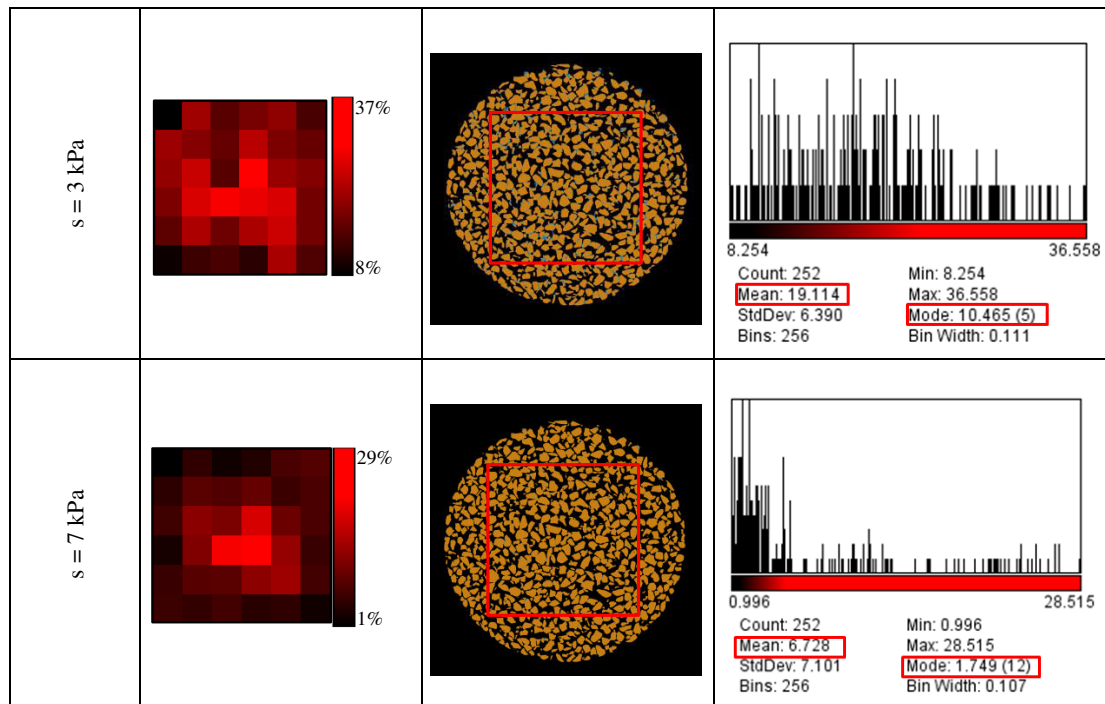 s = 3 kPa
37%
8%
8.254 36.558
Count: 252 Min: 8.254
Mean: 19.114 Max: 36.558
StdDev: 6.390 Mode: 10.465 (5)
Bins: 256 Bin Width: 0.111
s = 7 kPa
29%
1%
0.996 28.515
Count: 252 Min: 0.996
Mean: 6.728 Max: 28.515
StdDev: 7.101 Mode: 1.749 (12)
Bins: 256 Bin Width: 0.107